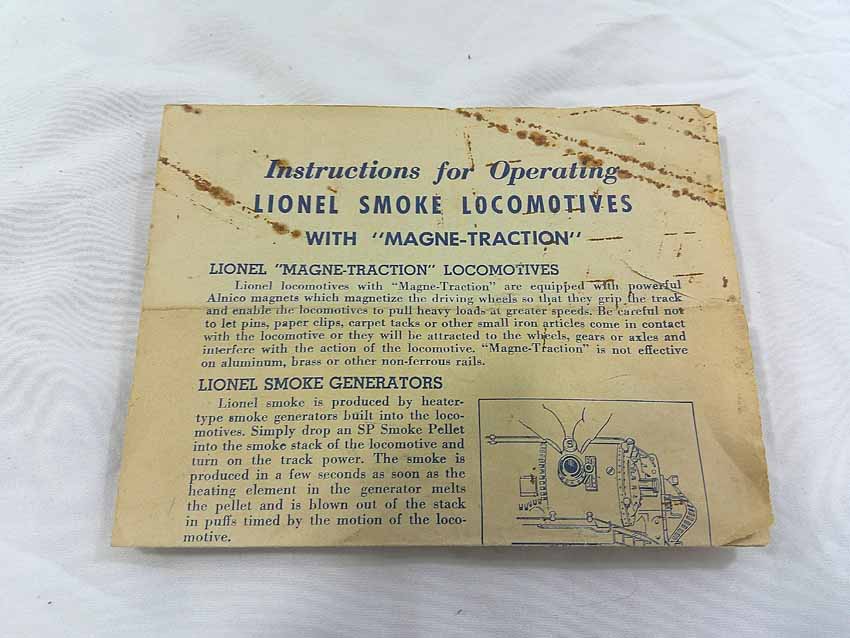 Instructions for Operating
LIONEL SMOKE LOCOMOTIVES
WITH "MAGNE-TRACTION"
LIONEL "MAGNE-TRACTION" LOCOMOTIVES
Lionel locomotives with "Magne-Traction" are equipped with powerful
Alnico magnets which magnetize the driving wheels so that they grip the track
and enable the locomotives to pull heavy loads at greater speeds. Be careful not
to let pins, paper clips, carpet tacks or other small iron articles come in contact
with the locomotive or they will be attracted to the wheels, gears or axles and
interfere with the action of the locomotive. "Magne-Traction" is not effective
on aluminum, brass or other non-ferrous rails.
LIONEL SMOKE GENERATORS
Lionel smoke is produced by heater-
type smoke generators built into the loco-
motives. Simply drop an SP Smoke Pellet
into the smoke stack of the locomotive and
turn on the track power. The smoke is
produced in a few seconds as soon as the
heating element in the generator melts
the pellet and is blown out of the stack
in puffs timed by the motion of the loco-
motive.
S